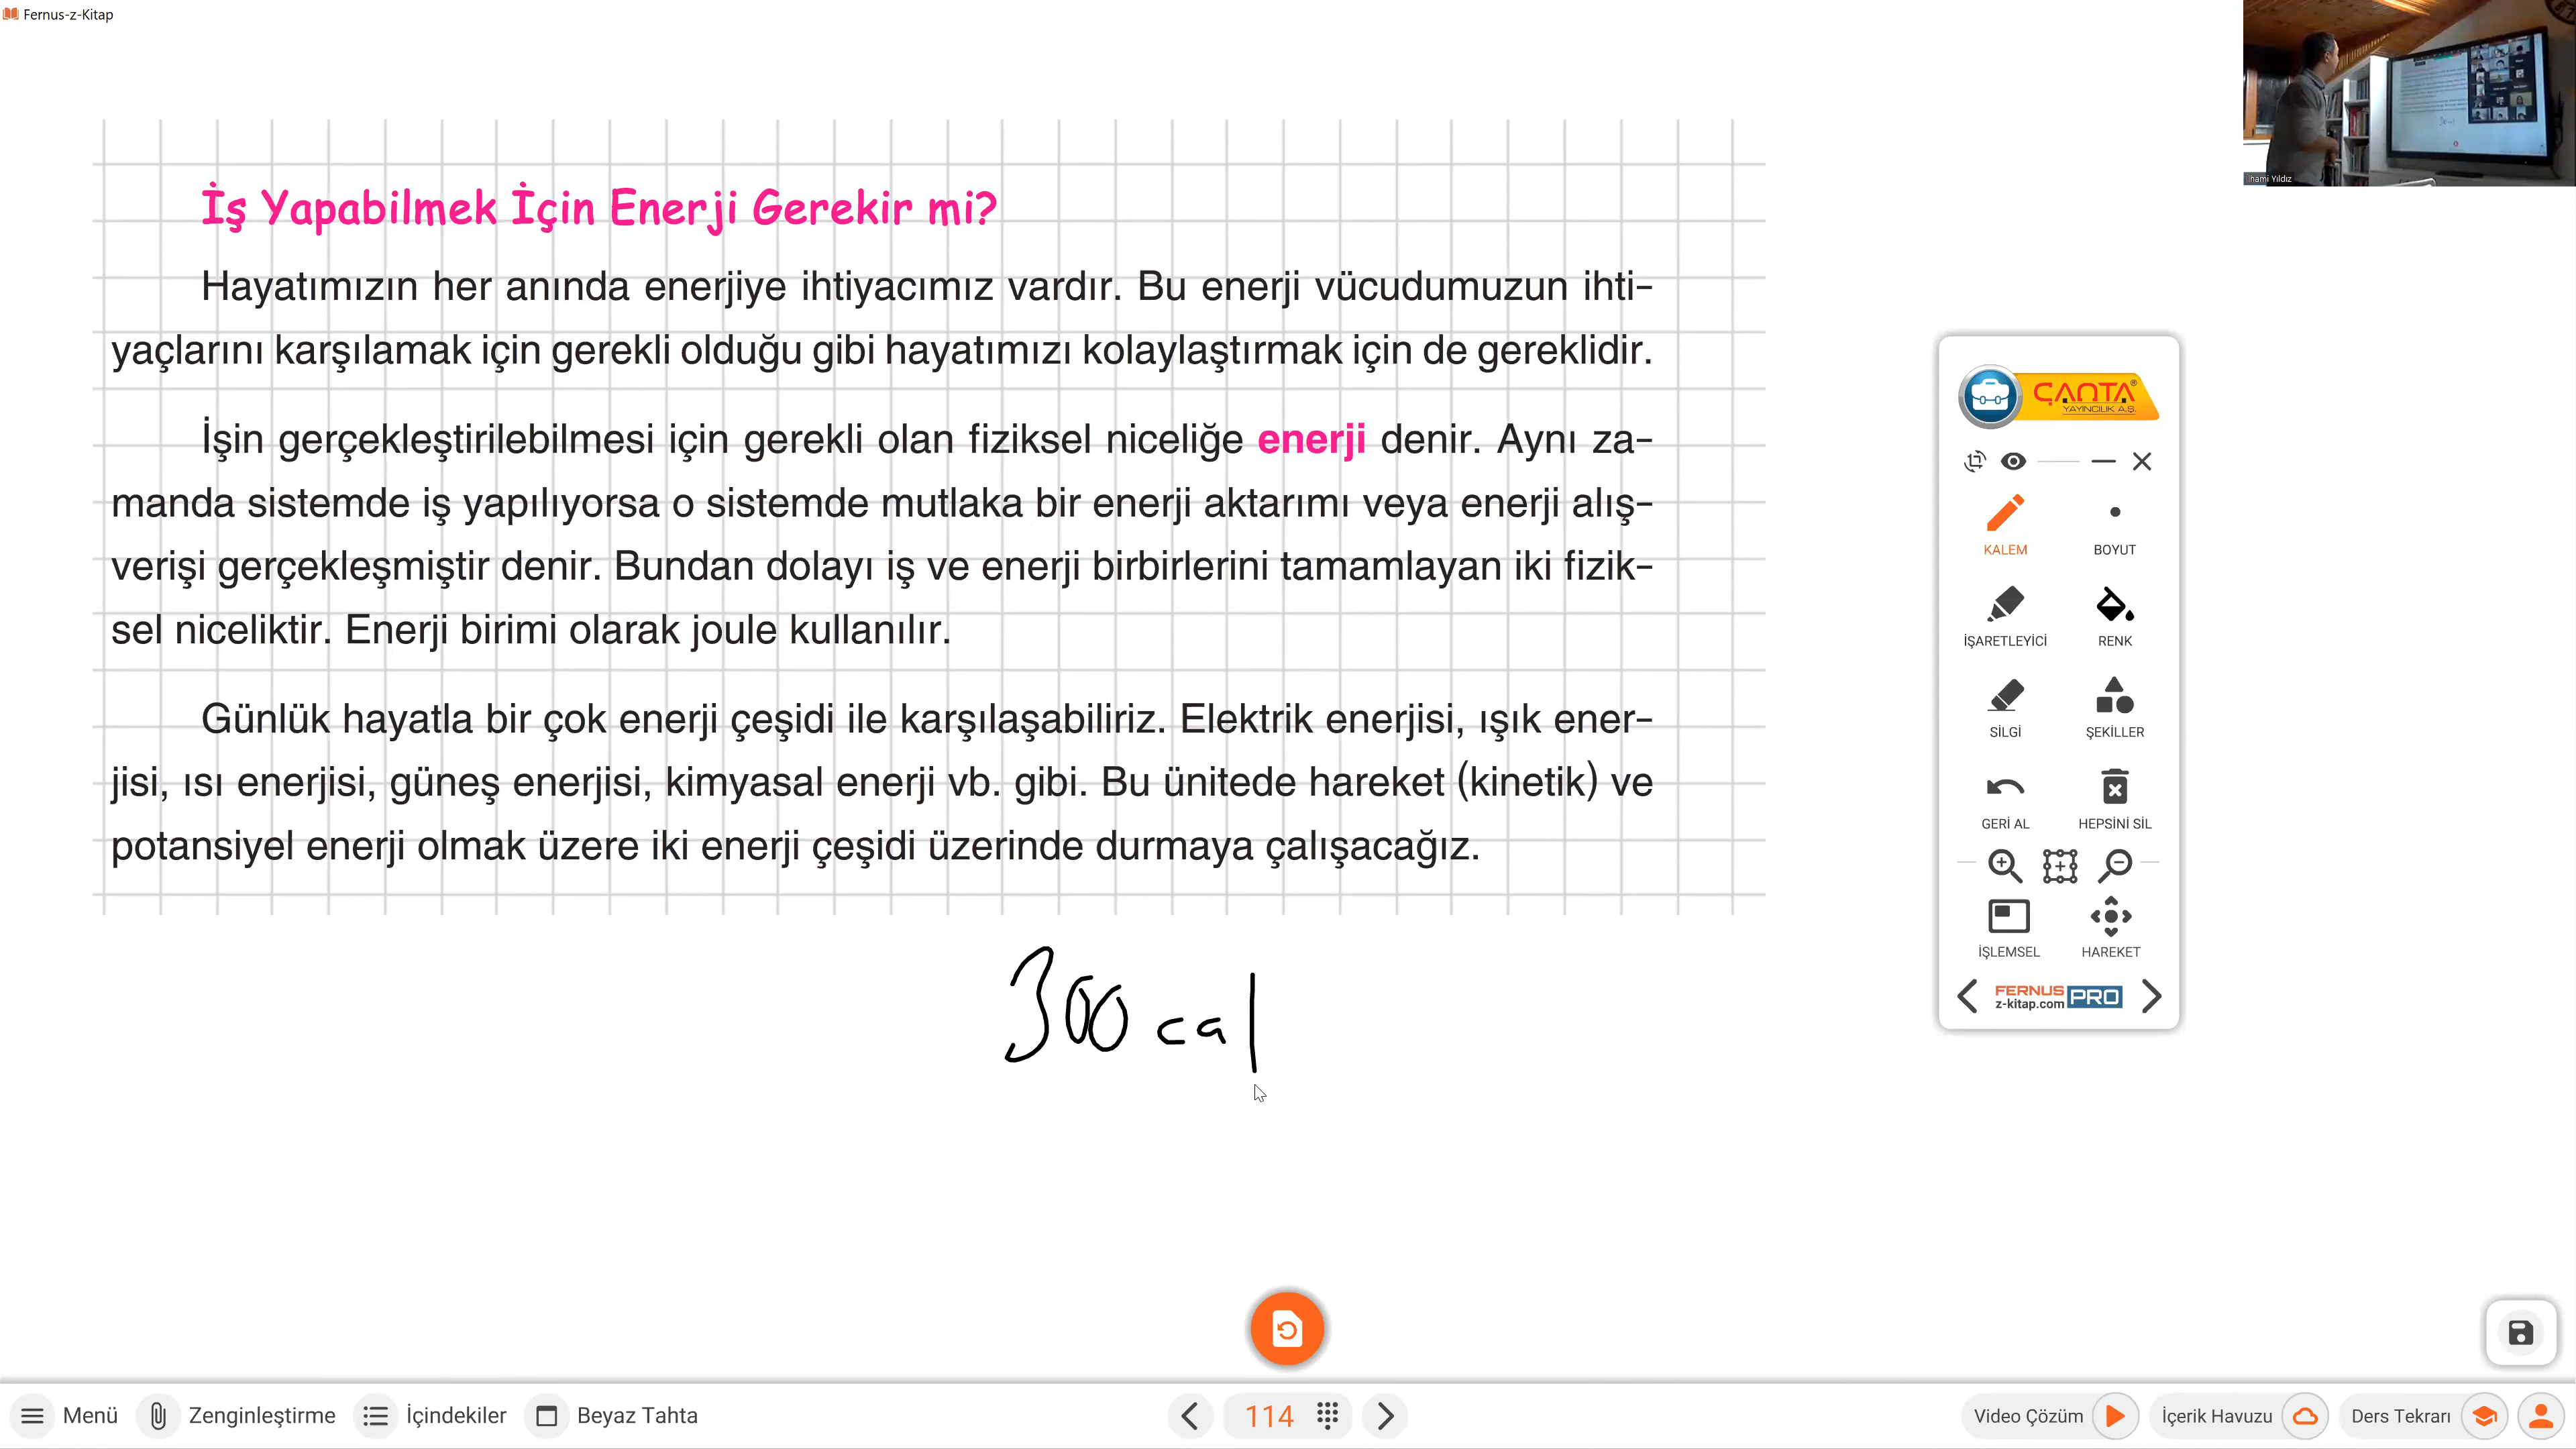 Fernus-z-Kitap
İlhami Yıldız
İş Yapabilmek İçin Enerji Gerekir mi?
Hayatımızın her anında enerjiye ihtiyacımız vardır. Bu enerji vücudumuzun ihti-
yaçlarını karşılamak için gerekli olduğu gibi hayatımızı kolaylaştırmak için de gereklidir.
İşin gerçekleştirilebilmesi için gerekli olan fiziksel niceliğe enerji denir. Aynı za-
manda sistemde iş yapılıyorsa o sistemde mutlaka bir enerji aktarımı veya enerji alış-
verişi gerçekleşmiştir denir. Bundan dolayı iş ve enerji birbirlerini tamamlayan iki fizik-
sel niceliktir. Enerji birimi olarak joule kullanılır.
Günlük hayatla bir çok enerji çeşidi ile karşılaşabiliriz. Elektrik enerjisi, ışık ener-
jisi, ısı enerjisi, güneş enerjisi, kimyasal enerji vb. gibi. Bu ünitede hareket (kinetik) ve
potansiyel enerji olmak üzere iki enerji çeşidi üzerinde durmaya çalışacağız.
300 cal
ÇANTA®
YAYINCILIK A.Ş.
KALEM BOYUT
İŞARETLEYİCİ RENK
SİLGİ ŞEKİLLER
GERİ AL HEPSİNİ SİL
İŞLEMSEL HAREKET
FERNUS
z-kitap.com PRO
Menü Zenginleştirme İçindekiler Beyaz Tahta 114 Video Çözüm İçerik Havuzu Ders Tekrarı